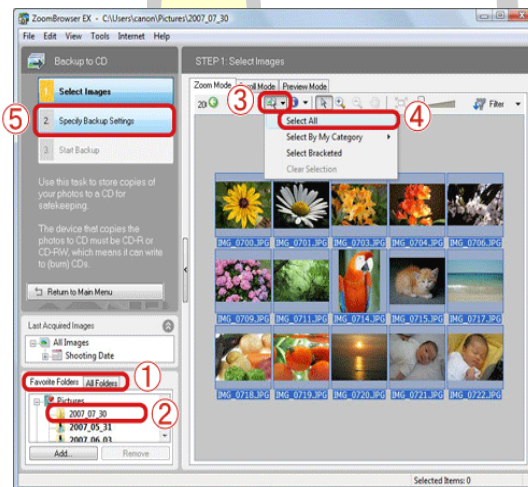 ZoomBrowser EX - C:\Users\canon\Pictures\2007_07_30
File Edit View Tools Internet Help
Backup to CD
STEP 1: Select Images
1. Select Images
2. Specify Backup Settings
3. Start Backup
⑤
Use this task to store copies of
your photos to a CD for
safekeeping.
The device that copies the
photos to CD must be CD-R or
CD-RW, which means it can write
to (burn) CDs.
Return to Main Menu
Last Acquired Images
All Images
Shooting Date
①
Favorite Folders All Folders
Pictures
2007_07_30
②
2007_05_31
2007_06_03
Add... Remove
Zoom Mode Scroll Mode Preview Mode
③
Filter
Select All
④
Select By My Category
Select Bracketed
Clear Selection
IMG_0700.JPG IMG_0701.JPG IMG_0703.JPG IMG_0704.JPG IMG_0706.JPG
IMG_0709.JPG IMG_0711.JPG IMG_0714.JPG IMG_0715.JPG IMG_0717.JPG
IMG_0718.JPG IMG_0719.JPG IMG_0720.JPG IMG_0721.JPG IMG_0722.JPG
Selected Items: 0